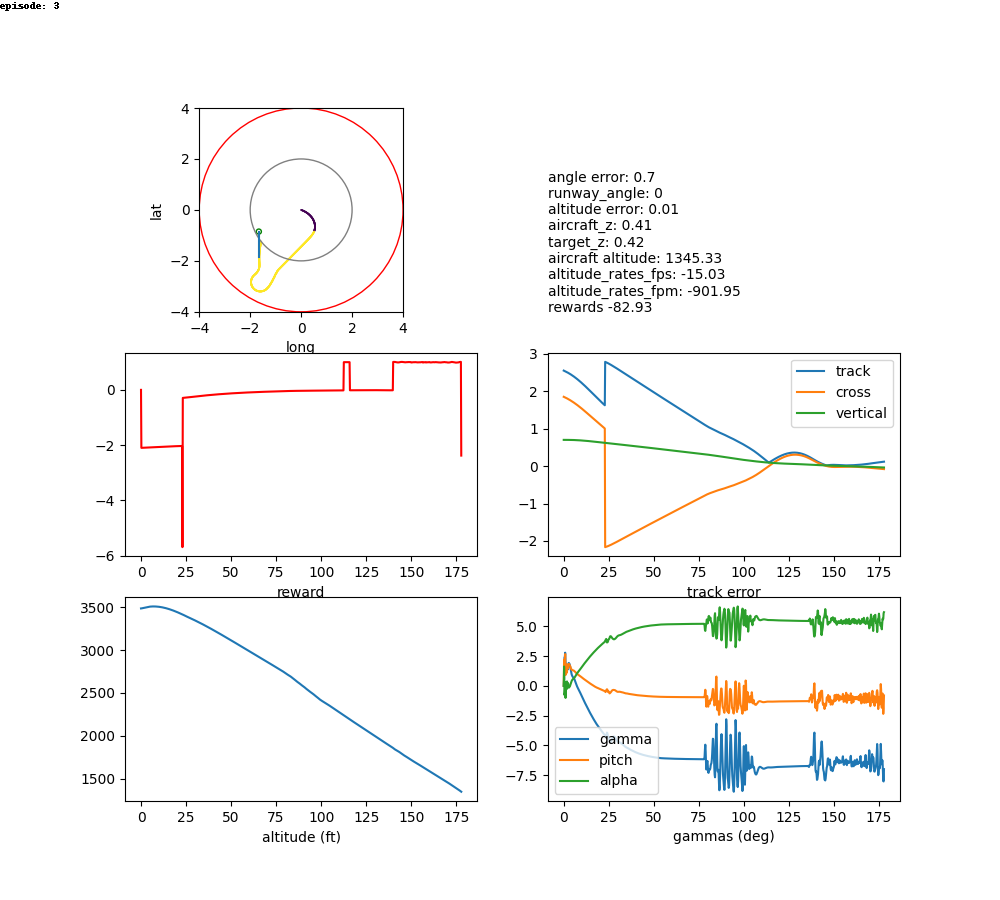 episode: 3
4
2
0
−2
−4
lat
−4 −2 0 2 4
long
angle error: 0.7
runway_angle: 0
altitude error: 0.01
aircraft_z: 0.41
target_z: 0.42
aircraft altitude: 1345.33
altitude_rates_fps: -15.03
altitude_rates_fpm: -901.95
rewards -82.93
0
−2
−4
−6
0 25 50 75 100 125 150 175
reward
3
2
1
0
−1
−2
track
cross
vertical
0 25 50 75 100 125 150 175
track error
3500
3000
2500
2000
1500
0 25 50 75 100 125 150 175
altitude (ft)
5.0
2.5
0.0
−2.5
−5.0
−7.5
gamma
pitch
alpha
0 25 50 75 100 125 150 175
gammas (deg)